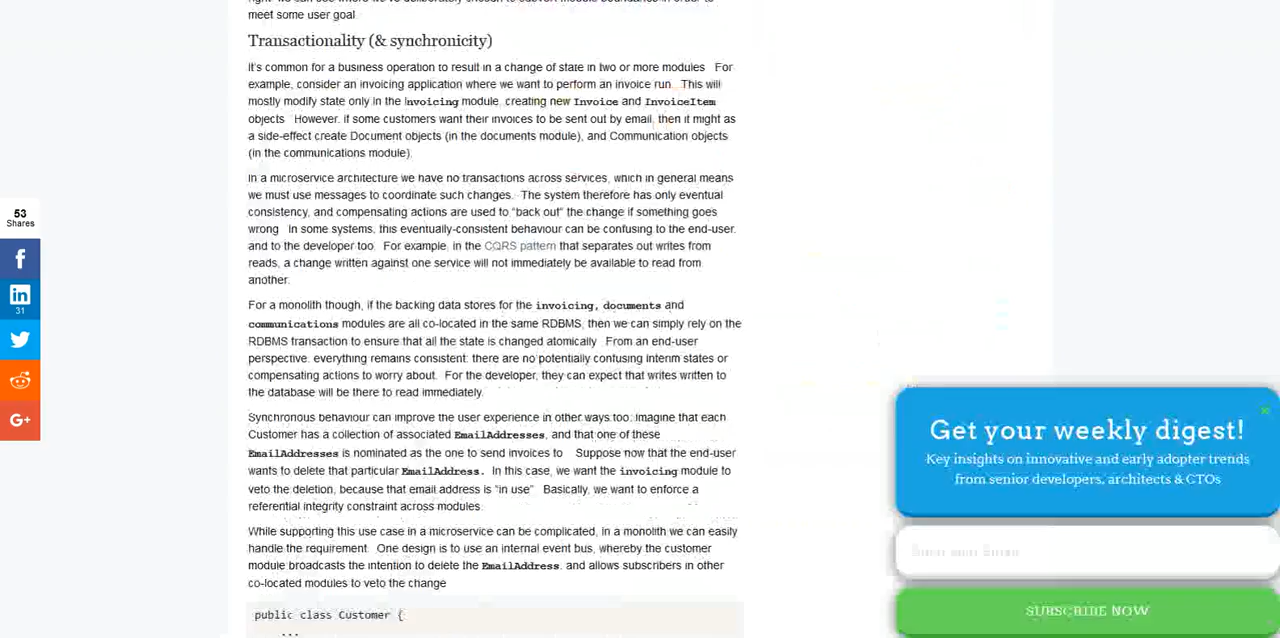 meet some user goal
Transactionality (& synchronicity)
It's common for a business operation to result in a change of state in two or more modules For
example, consider an invoicing application where we want to perform an invoice run. This will
mostly modify state only in the invoicing module, creating new Invoice and InvoiceItem
objects However, if some customers want their invoices to be sent out by email, then it might as
a side-effect create Document objects (in the documents module), and Communication objects
(in the communications module).
In a microservice architecture we have no transactions across services, which in general means
we must use messages to coordinate such changes. The system therefore has only eventual
consistency, and compensating actions are used to "back out" the change if something goes
wrong In some systems, this eventually-consistent behaviour can be confusing to the end-user,
and to the developer too. For example, in the CQRS pattern that separates out writes from
reads, a change written against one service will not immediately be available to read from
another.
For a monolith though, if the backing data stores for the invoicing, documents and
communications modules are all co-located in the same RDBMS, then we can simply rely on the
RDBMS transaction to ensure that all the state is changed atomically From an end-user
perspective, everything remains consistent: there are no potentially confusing interim states or
compensating actions to worry about. For the developer, they can expect that writes written to
the database will be there to read immediately.
Synchronous behaviour can improve the user experience in other ways too; imagine that each
Customer has a collection of associated EmailAddresses, and that one of these
EmailAddresses is nominated as the one to send invoices to Suppose now that the end-user
wants to delete that particular EmailAddress. In this case, we want the invoicing module to
veto the deletion, because that email address is "in use" Basically, we want to enforce a
referential integrity constraint across modules.
While supporting this use case in a microservice can be complicated, in a monolith we can easily
handle the requirement. One design is to use an internal event bus, whereby the customer
module broadcasts the intention to delete the EmailAddress, and allows subscribers in other
co-located modules to veto the change
public class Customer {
...
53
Shares
f
in
31
G+
×
Get your weekly digest!
Key insights on innovative and early adopter trends
from senior developers, architects & CTOs
SUBSCRIBE NOW